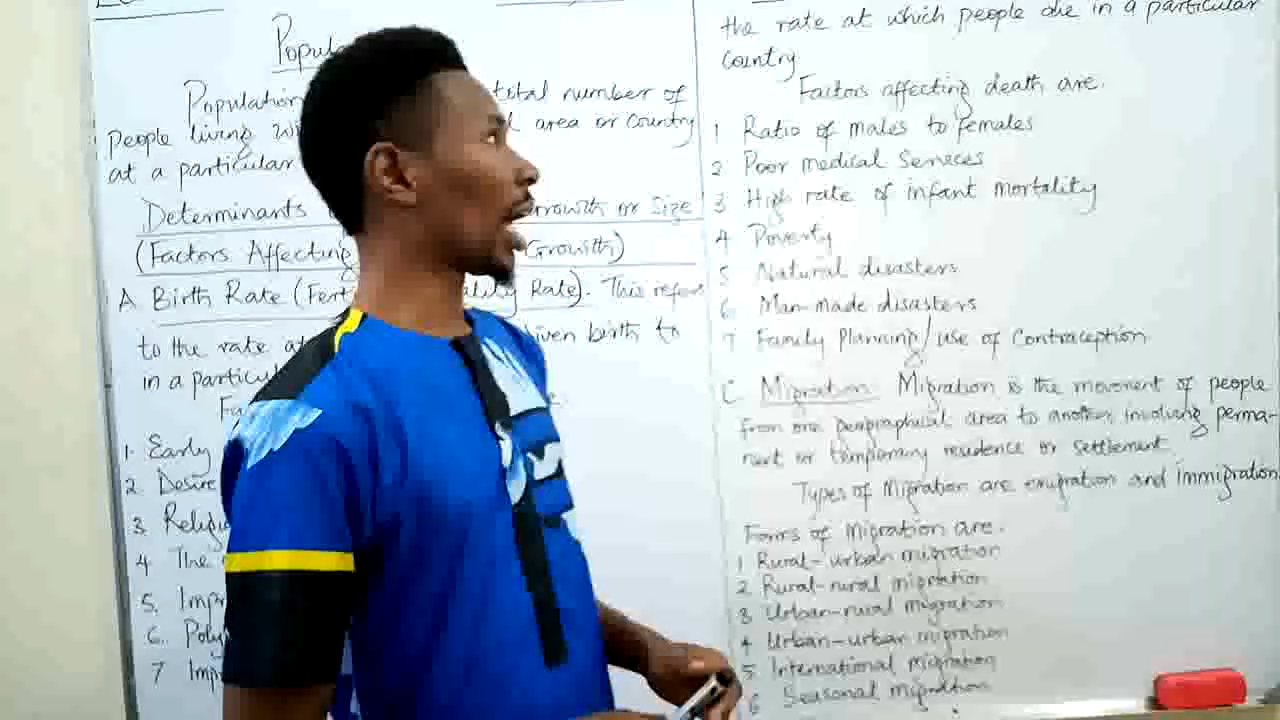 Popula
Population total number of
People living wi area or Country
at a particular
Determinants Growth or Size
(Factors Affecting Growth)
A Birth Rate (Fert ality Rate). This refers
to the rate at given birth to
in a particul
1. Early
2. Desire
3. Religi
4 The
5. Impr
6. Poly
7 Imp
the rate at which people die in a particular
Country
Factors affecting death are.
1 Ratio of males to females
2 Poor medical Services
3 High rate of infant mortality
4 Poverty
5 Natural disasters
6 Man-made disasters
7 Family Planning/use of Contraception
C Migration. Migration is the movement of people
from one geographical area to another involving perma-
nent or temporary residence or settlement.
Types of Migration are emigration and immigration
Forms of Migration are.
1 Rural-urban migration
2 Rural-rural migration
3 Urban-rural migration
4 Urban-urban migration
5 International migration
6 Seasonal migration